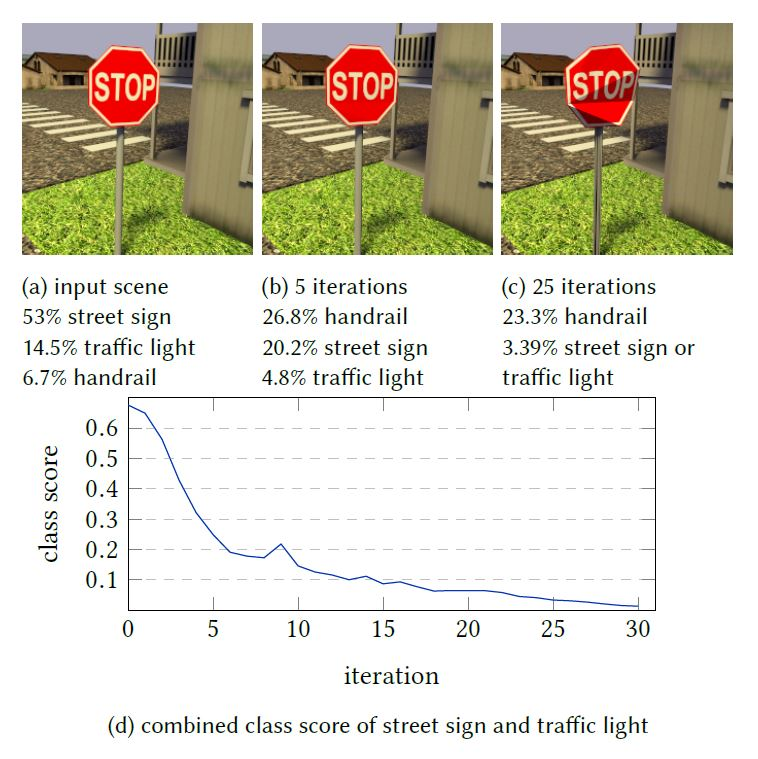 STOP
STOP
STOP
(a) input scene
53% street sign
14.5% traffic light
6.7% handrail
(b) 5 iterations
26.8% handrail
20.2% street sign
4.8% traffic light
(c) 25 iterations
23.3% handrail
3.39% street sign or
traffic light
class score
0.6
0.5
0.4
0.3
0.2
0.1
0 5 10 15 20 25 30
iteration
(d) combined class score of street sign and traffic light